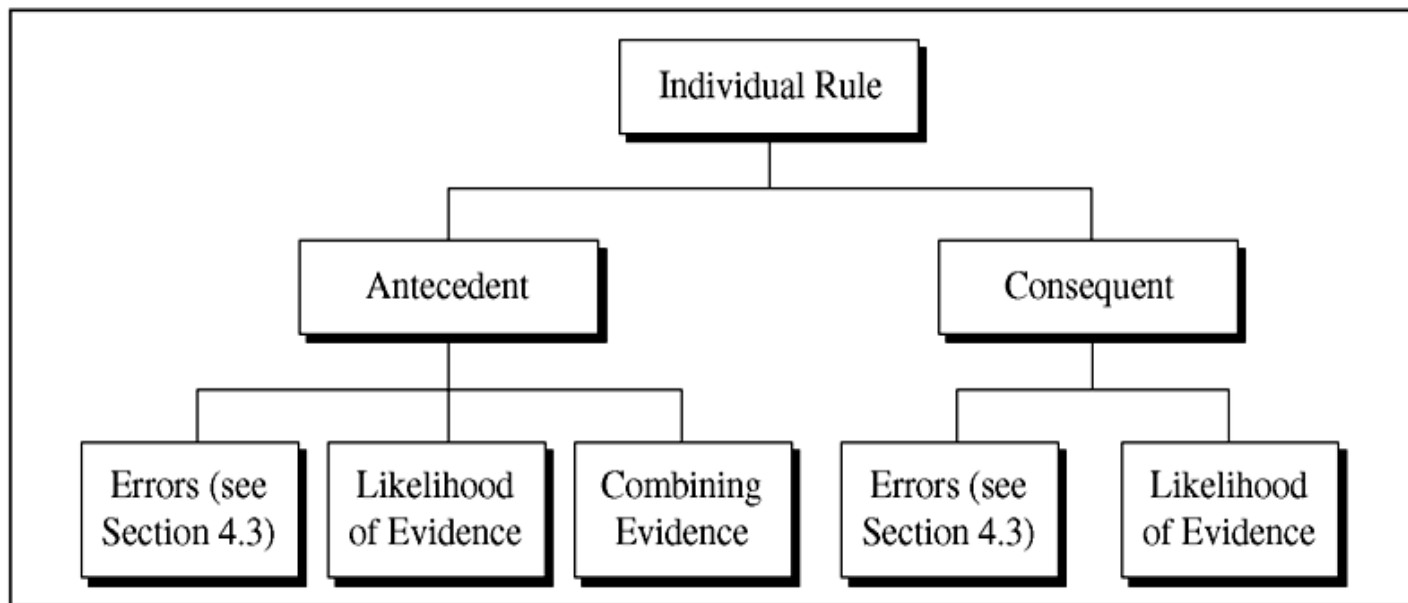 Individual Rule
Antecedent
Consequent
Errors (see
Section 4.3)
Likelihood
of Evidence
Combining
Evidence
Errors (see
Section 4.3)
Likelihood
of Evidence